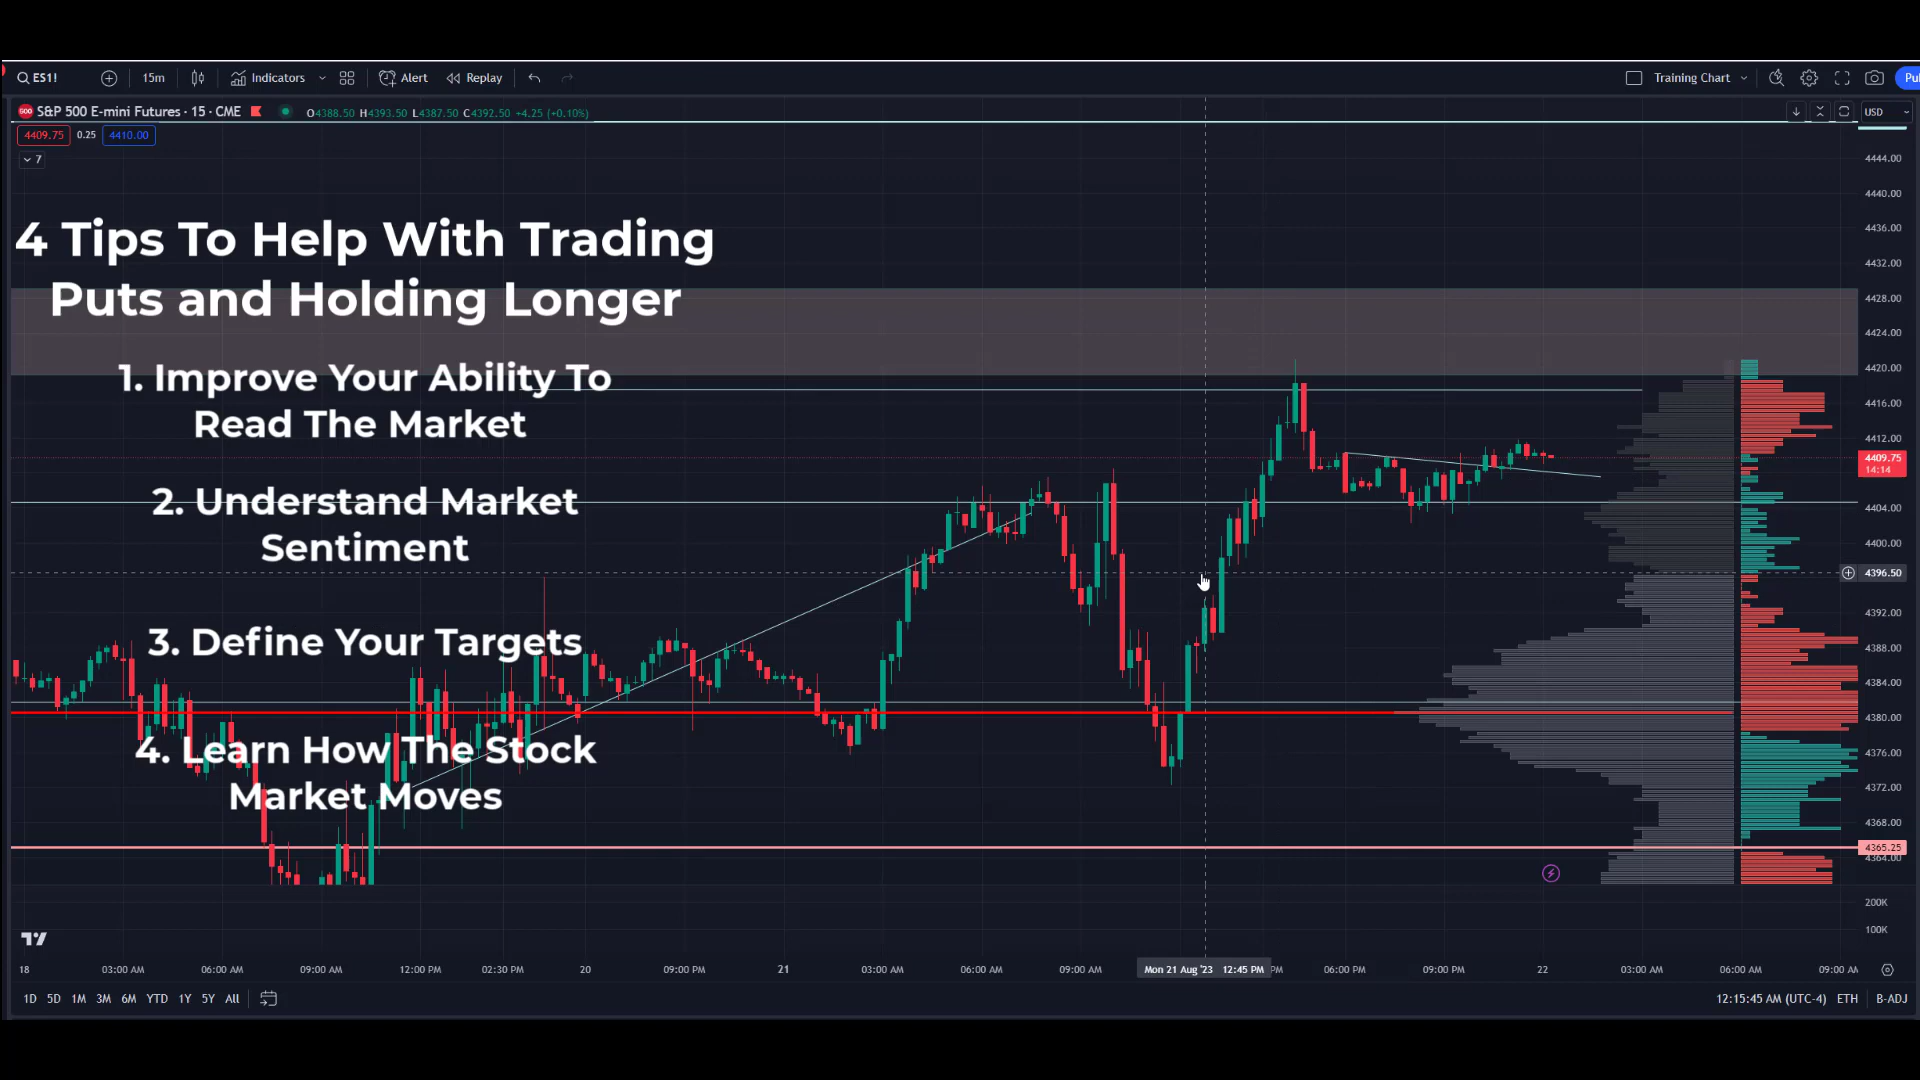 ES1!
15m
Indicators
Alert
Replay
Training Chart
Pu
S&P 500 E-mini Futures · 15 · CME
O4388.50 H4393.50 L4387.50 C4392.50 +4.25 (+0.10%)
USD
4409.75 0.25 4410.00
7
4 Tips To Help With Trading
Puts and Holding Longer
1. Improve Your Ability To
Read The Market
2. Understand Market
Sentiment
3. Define Your Targets
4. Learn How The Stock
Market Moves
4444.00
4440.00
4436.00
4432.00
4428.00
4424.00
4420.00
4416.00
4412.00
4409.75
14:14
4404.00
4400.00
4396.50
4392.00
4388.00
4384.00
4380.00
4376.00
4372.00
4368.00
4365.25
4364.00
200K
100K
18 03:00 AM 06:00 AM 09:00 AM 12:00 PM 02:30 PM 20 09:00 PM 21 03:00 AM 06:00 AM 09:00 AM Mon 21 Aug '23 12:45 PM PM 06:00 PM 09:00 PM 22 03:00 AM 06:00 AM 09:00 AM
1D 5D 1M 3M 6M YTD 1Y 5Y All
12:15:45 AM (UTC-4) ETH B-ADJ